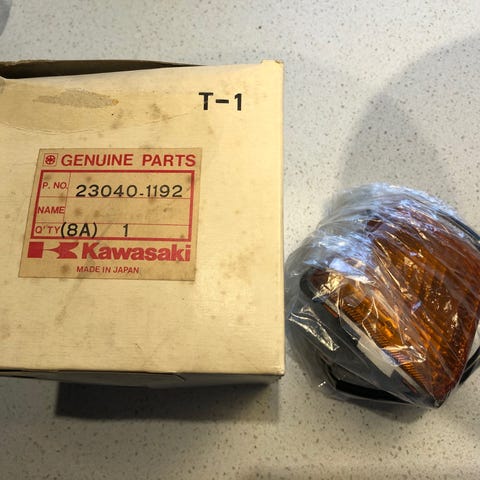 T-1
GENUINE PARTS
P. NO. 23040-1192
NAME
Q'TY (8A) 1
Kawasaki
MADE IN JAPAN